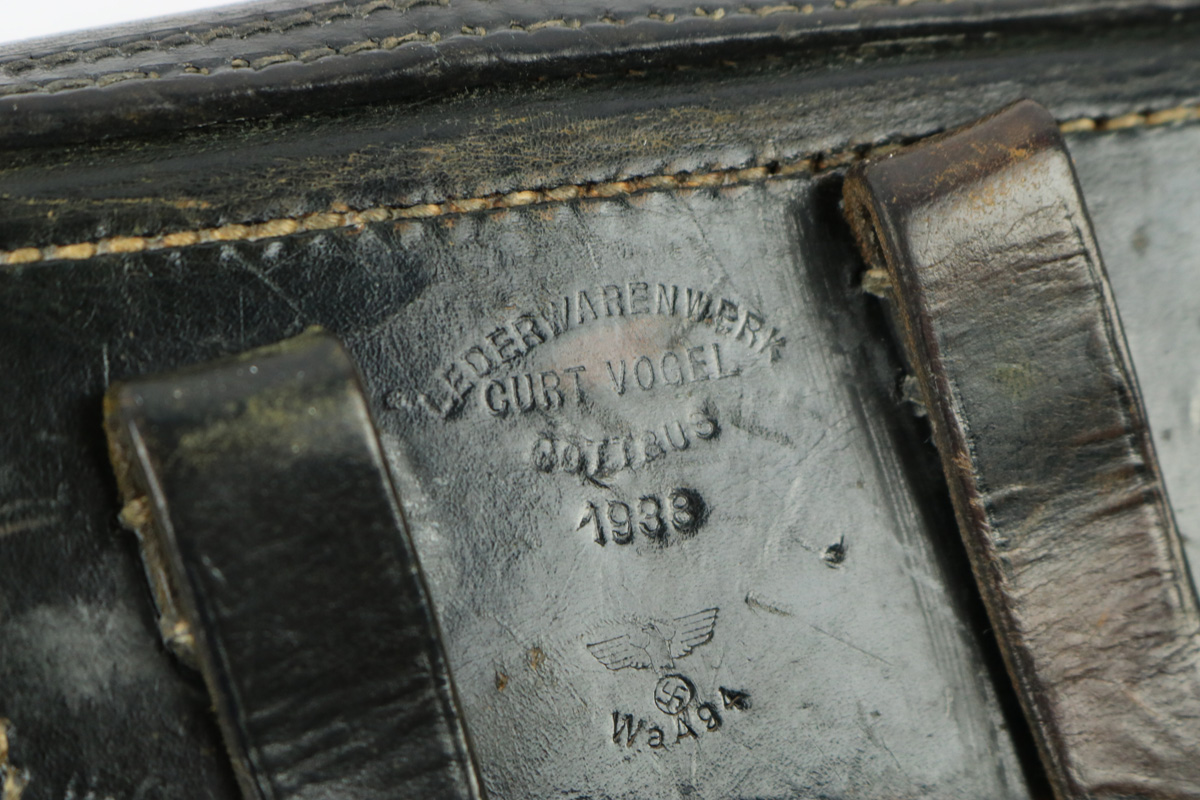 LEDERWARENWERK
CURT VOGEL
COTTBUS
1938
WaA94